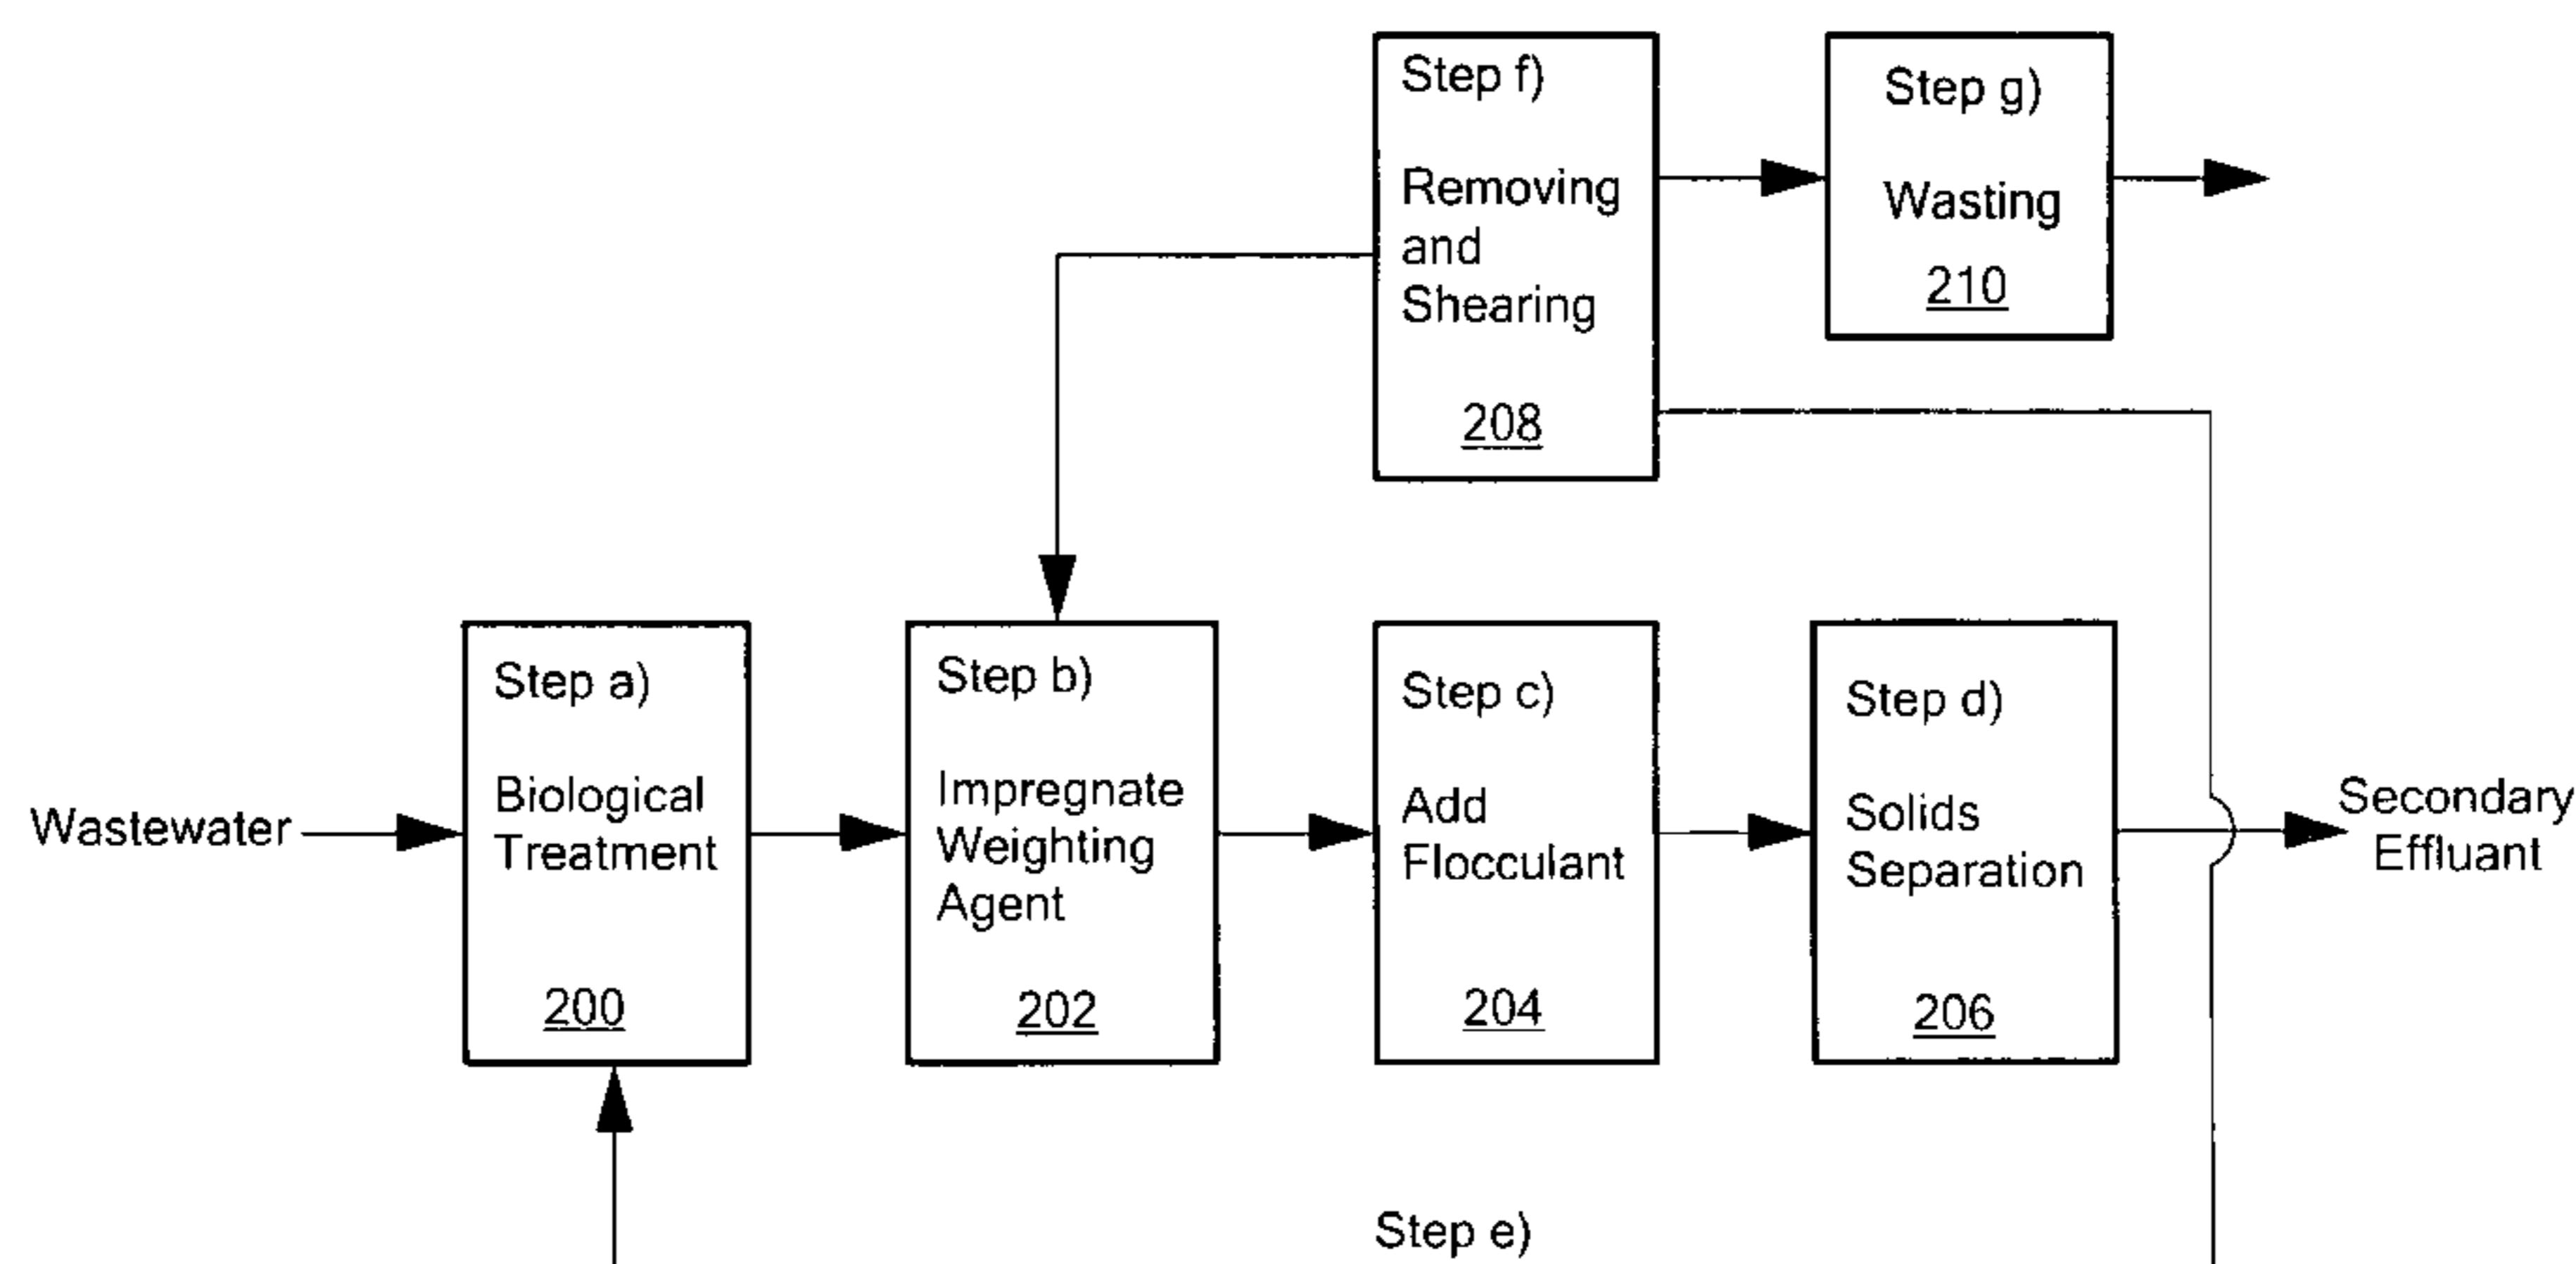 Step f)
Removing
and
Shearing
208
Step g)
Wasting
210
Wastewater
Step a)
Biological
Treatment
200
Step b)
Impregnate
Weighting
Agent
202
Step c)
Add
Flocculant
204
Step d)
Solids
Separation
206
Secondary
Effluant
Step e)